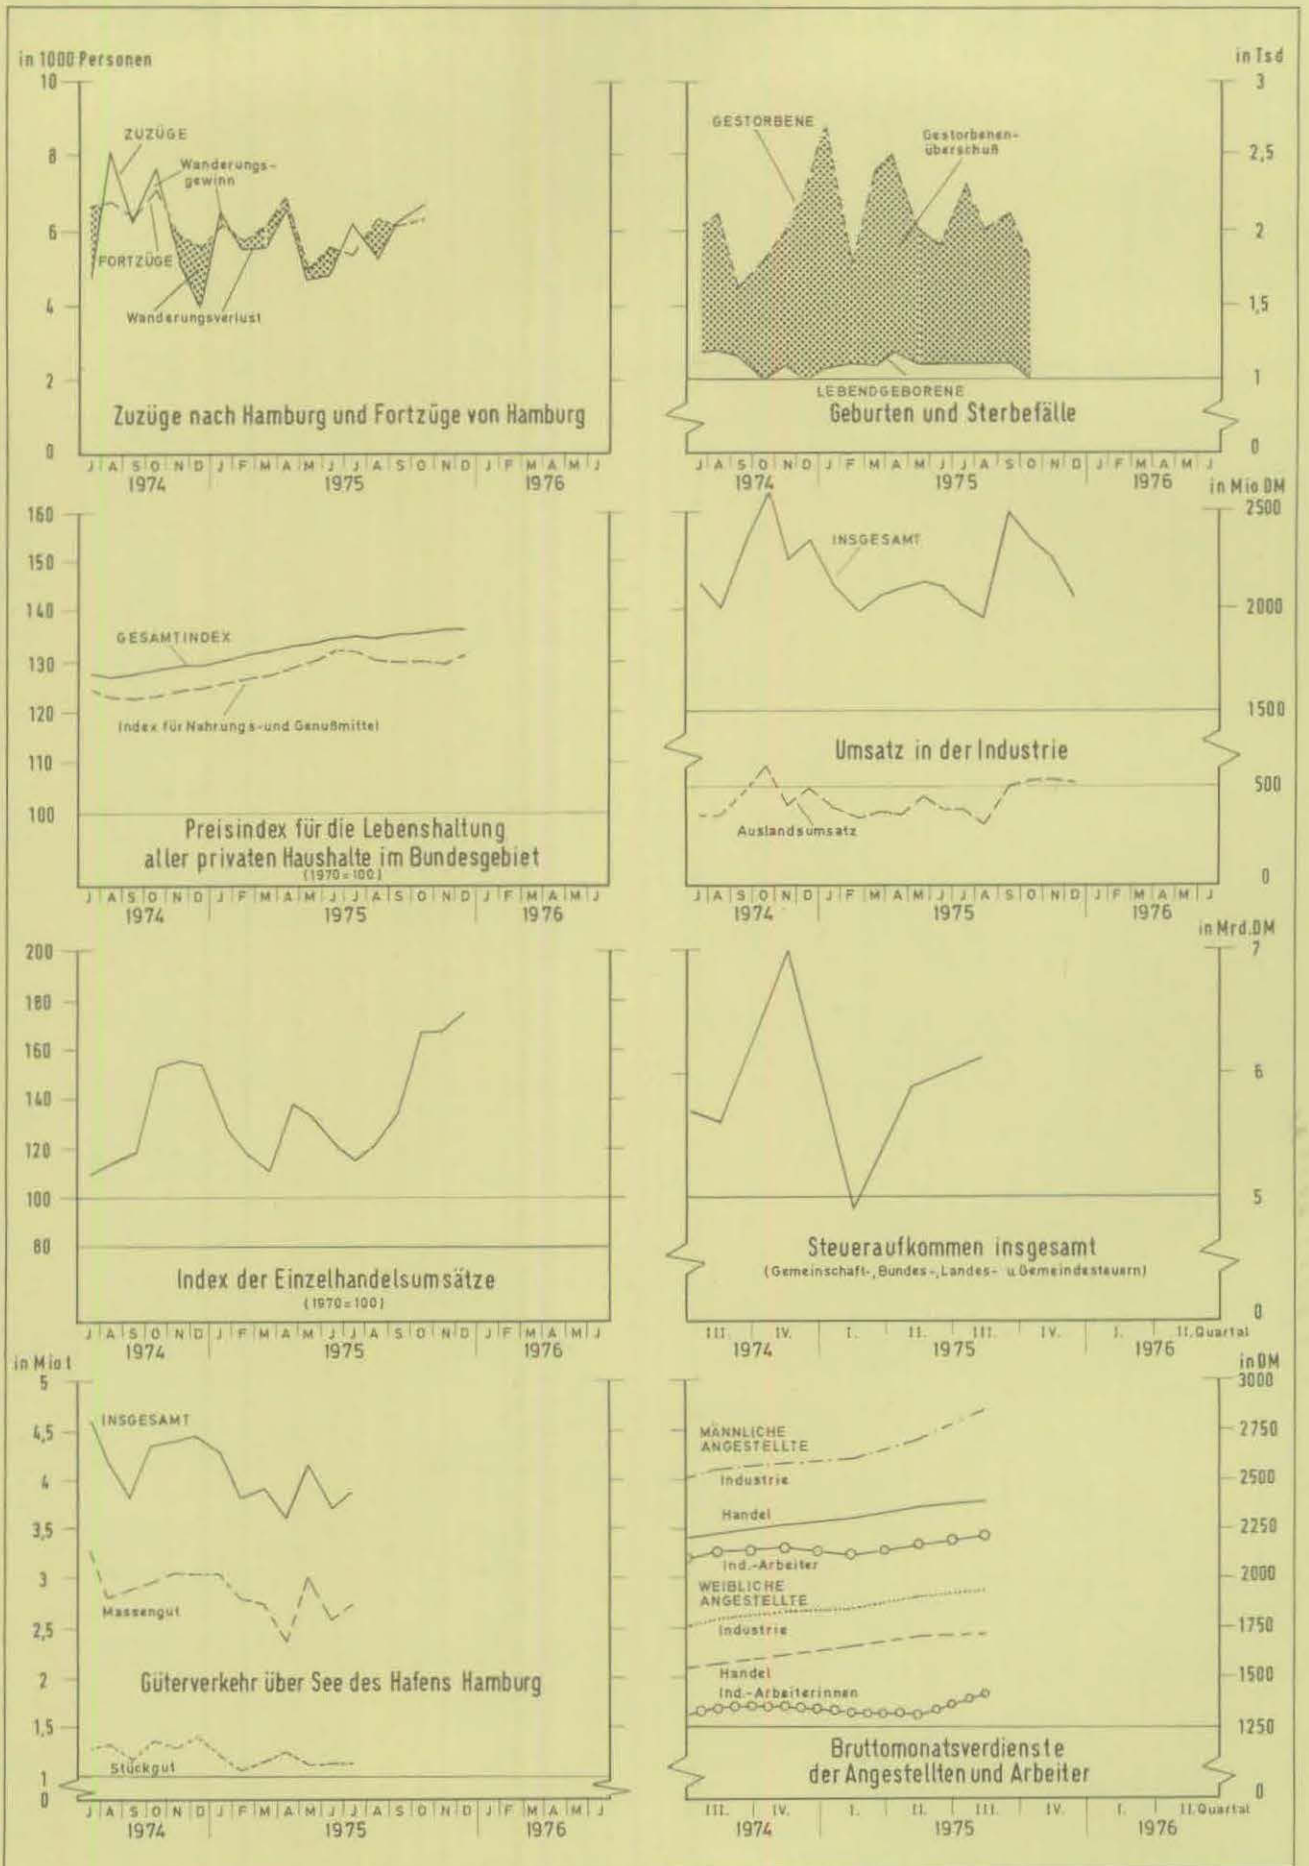 in 1000 Personen
10
8
6
4
2
0
ZUZÜGE
Wanderungs-
gewinn
FORTZÜGE
Wanderungsverlust
Zuzüge nach Hamburg und Fortzüge von Hamburg
J A S O N D J F M A M J J A S O N D J F M A M J
1974 1975 1976
in Tsd
3
2,5
2
1,5
1
0
GESTORBENE
Gestorbenen-
überschuß
LEBENDGEBORENE
Geburten und Sterbefälle
J A S O N D J F M A M J J A S O N D J F M A M J
1974 1975 1976
160
150
140
130
120
110
100
GESAMTINDEX
Index für Nahrungs-und Genußmittel
Preisindex für die Lebenshaltung
aller privaten Haushalte im Bundesgebiet
(1970=100)
J A S O N D J F M A M J J A S O N D J F M A M J
1974 1975 1976
in Mio DM
2500
2000
1500
500
0
INSGESAMT
Umsatz in der Industrie
Auslandsumsatz
J A S O N D J F M A M J J A S O N D J F M A M J
1974 1975 1976
200
180
160
140
120
100
80
Index der Einzelhandelsumsätze
(1970=100)
J A S O N D J F M A M J J A S O N D J F M A M J
1974 1975 1976
in Mrd.DM
7
6
5
0
Steueraufkommen insgesamt
(Gemeinschaft-,Bundes-,Landes- u.Gemeindesteuern)
III. IV. I. II. III. IV. I. II.Quartal
1974 1975 1976
in Mio t
5
4,5
4
3,5
3
2,5
2
1,5
1
0
INSGESAMT
Massengut
Güterverkehr über See des Hafens Hamburg
Stückgut
J A S O N D J F M A M J J A S O N D J F M A M J
1974 1975 1976
in DM
3000
2750
2500
2250
2000
1750
1500
1250
0
MÄNNLICHE
ANGESTELLTE
Industrie
Handel
Ind.-Arbeiter
WEIBLICHE
ANGESTELLTE
Industrie
Handel
Ind.-Arbeiterinnen
Bruttomonatsverdienste
der Angestellten und Arbeiter
III. IV. I. II. III. IV. I. II.Quartal
1974 1975 1976